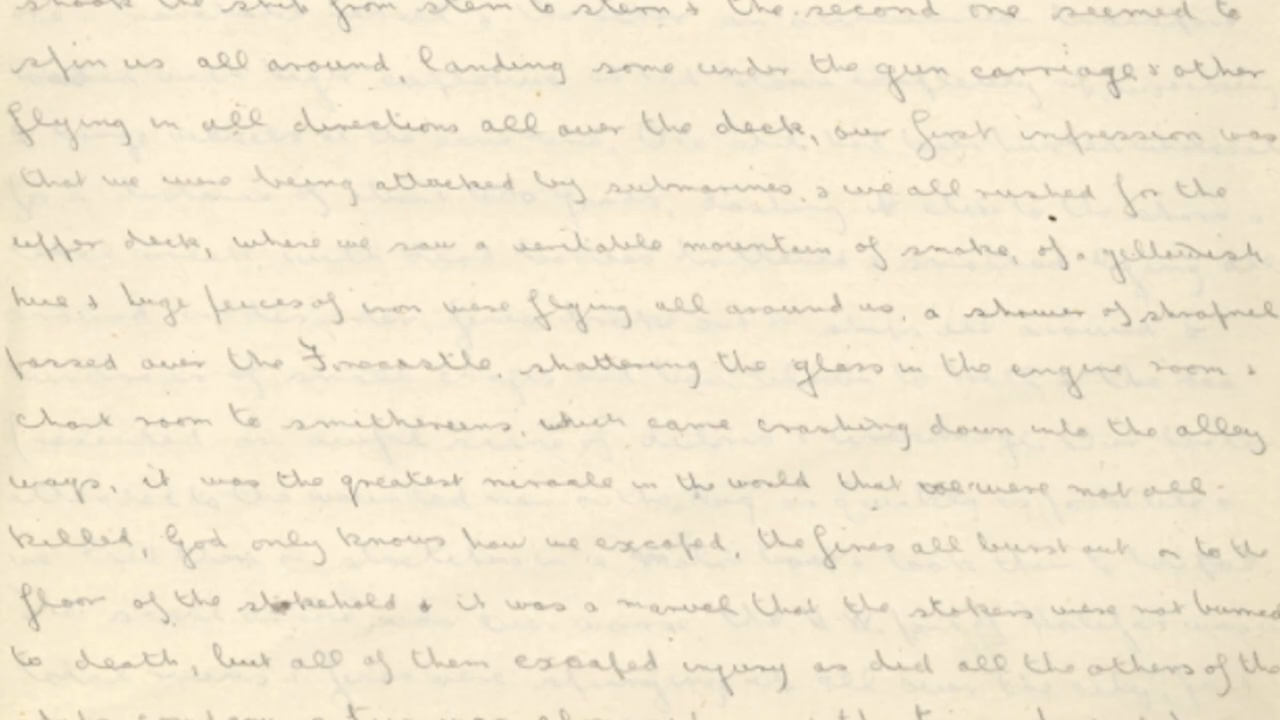 shook the ship from stem to stern & the second one seemed to
spin us all around, landing some under the gun carriage & other
flying in all directions all over the deck, our first impression was
that we were being attacked by submarines, & we all rushed for the
upper deck, where we saw a veritable mountain of smoke, of a yellowish
hue & huge peices of iron were flying all around us, a shower of shrapnel
passed over the Forecastle, shattering the glass in the engine room &
chart room to smithereens, which came crashing down into the alley
ways, it was the greatest miracle in the world that we were not all
killed, God only knows how we excaped, the fires all burst out on to the
floor of the stokehold & it was a marvel that the stokers were not burned
to death, but all of them excaped injury as did all the others of the